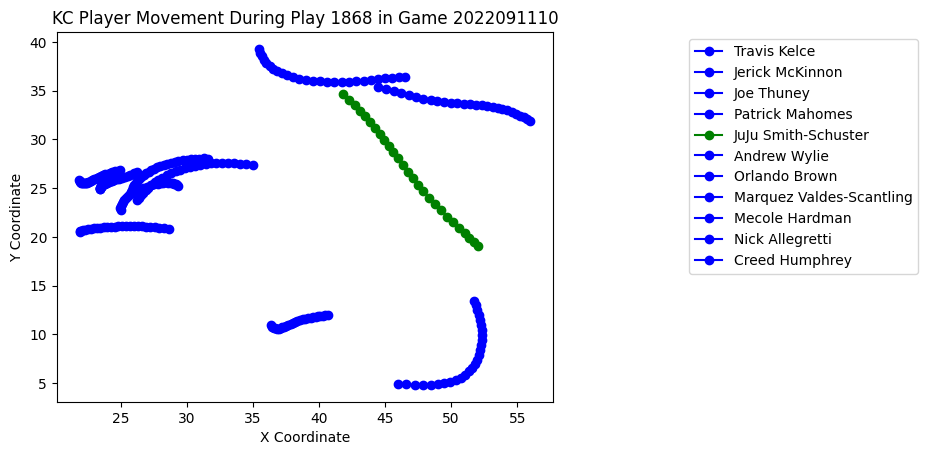 KC Player Movement During Play 1868 in Game 2022091110
40
35
30
25
20
15
10
5
Y Coordinate
25
30
35
40
45
50
55
X Coordinate
Travis Kelce
Jerick McKinnon
Joe Thuney
Patrick Mahomes
JuJu Smith-Schuster
Andrew Wylie
Orlando Brown
Marquez Valdes-Scantling
Mecole Hardman
Nick Allegretti
Creed Humphrey